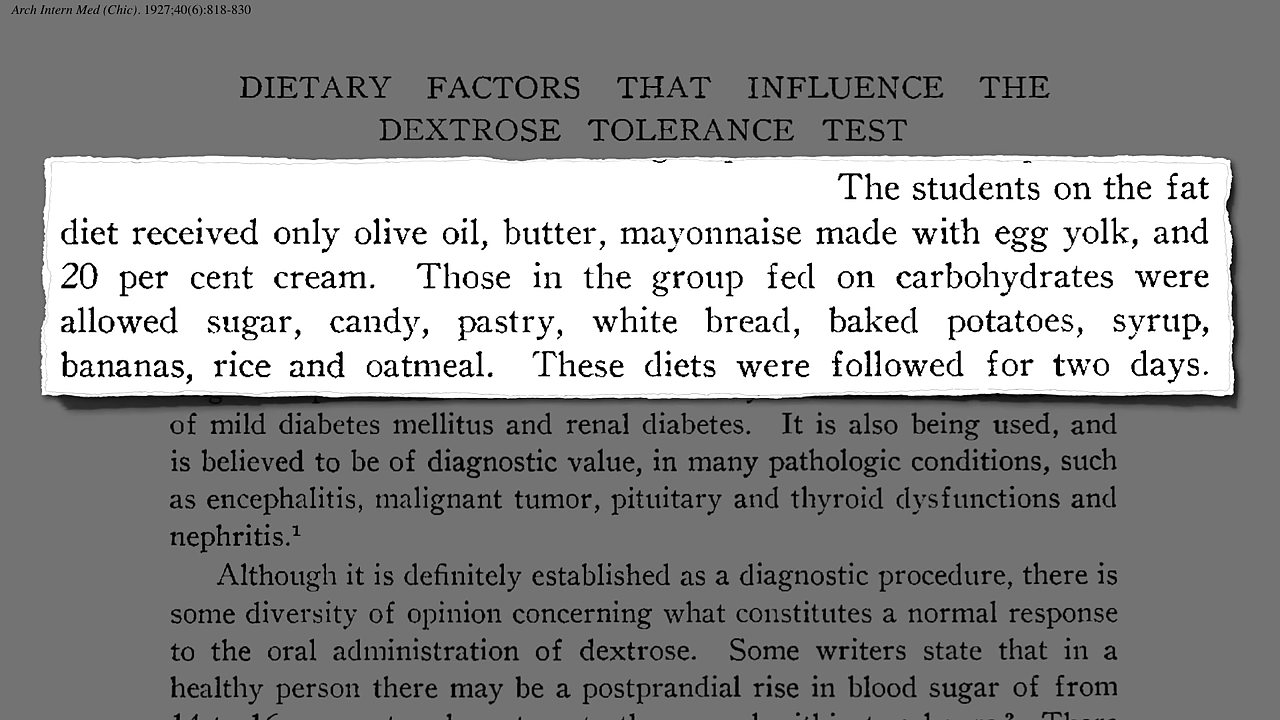 Arch Intern Med (Chic). 1927;40(6):818-830
DIETARY FACTORS THAT INFLUENCE THE
DEXTROSE TOLERANCE TEST
The students on the fat
diet received only olive oil, butter, mayonnaise made with egg yolk, and
20 per cent cream. Those in the group fed on carbohydrates were
allowed sugar, candy, pastry, white bread, baked potatoes, syrup,
bananas, rice and oatmeal. These diets were followed for two days.
of mild diabetes mellitus and renal diabetes. It is also being used, and
is believed to be of diagnostic value, in many pathologic conditions, such
as encephalitis, malignant tumor, pituitary and thyroid dysfunctions and
nephritis.¹
Although it is definitely established as a diagnostic procedure, there is
some diversity of opinion concerning what constitutes a normal response
to the oral administration of dextrose. Some writers state that in a
healthy person there may be a postprandial rise in blood sugar of from